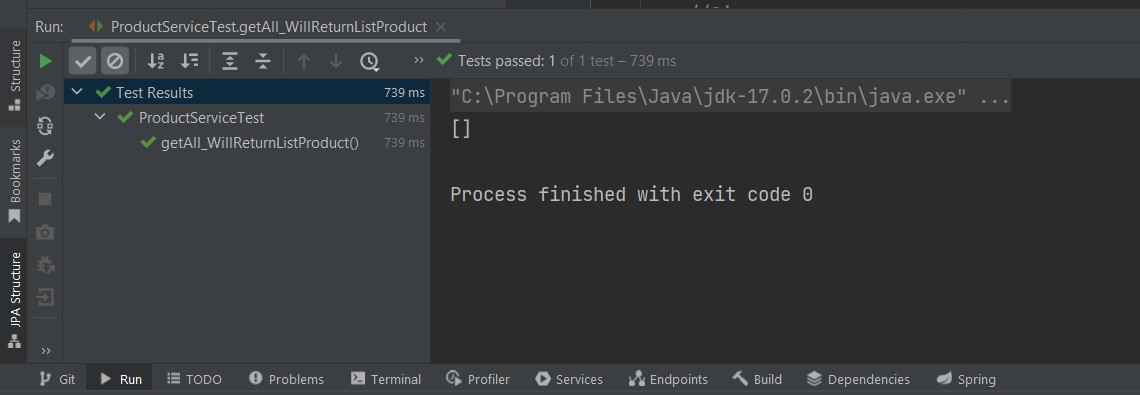 Run: ProductServiceTest.getAll_WillReturnListProduct
Tests passed: 1 of 1 test – 739 ms
Test Results 739 ms
ProductServiceTest 739 ms
getAll_WillReturnListProduct() 739 ms
"C:\Program Files\Java\jdk-17.0.2\bin\java.exe" ...
[]
Process finished with exit code 0
Structure
Bookmarks
JPA Structure
Git Run TODO Problems Terminal Profiler Services Endpoints Build Dependencies Spring